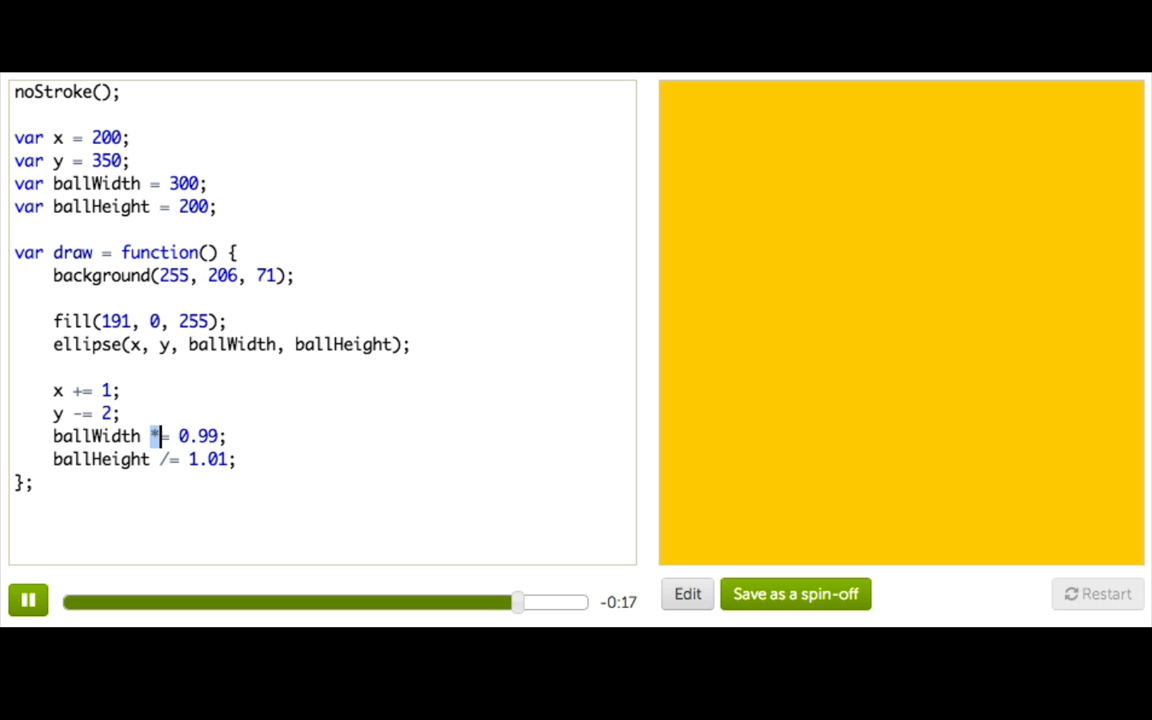 noStroke();
var x = 200;
var y = 350;
var ballWidth = 300;
var ballHeight = 200;
var draw = function() {
background(255, 206, 71);
fill(191, 0, 255);
ellipse(x, y, ballWidth, ballHeight);
x += 1;
y -= 2;
ballWidth *= 0.99;
ballHeight /= 1.01;
};
-0:17
Edit
Save as a spin-off
Restart